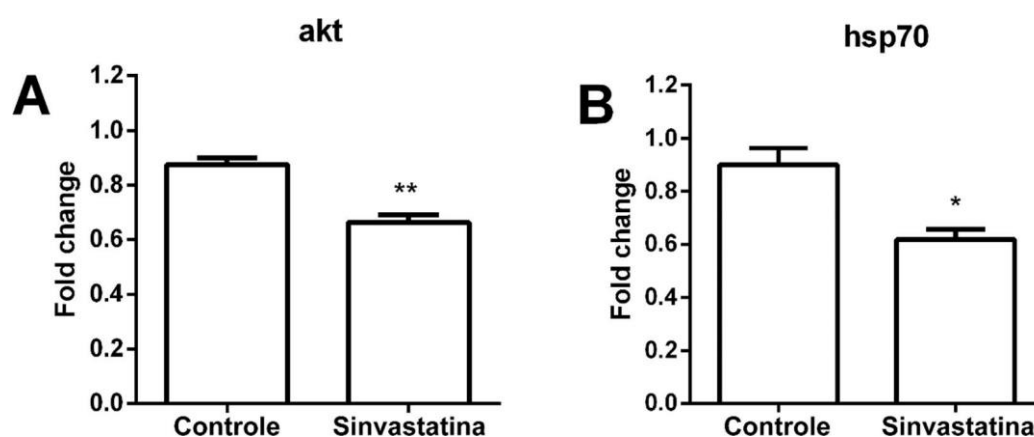 akt
A
Fold change
1.2
1.0
0.8
0.6
0.4
0.2
0.0
**
Controle
Sinvastatina
hsp70
B
Fold change
1.2
1.0
0.8
0.6
0.4
0.2
0.0
*
Controle
Sinvastatina